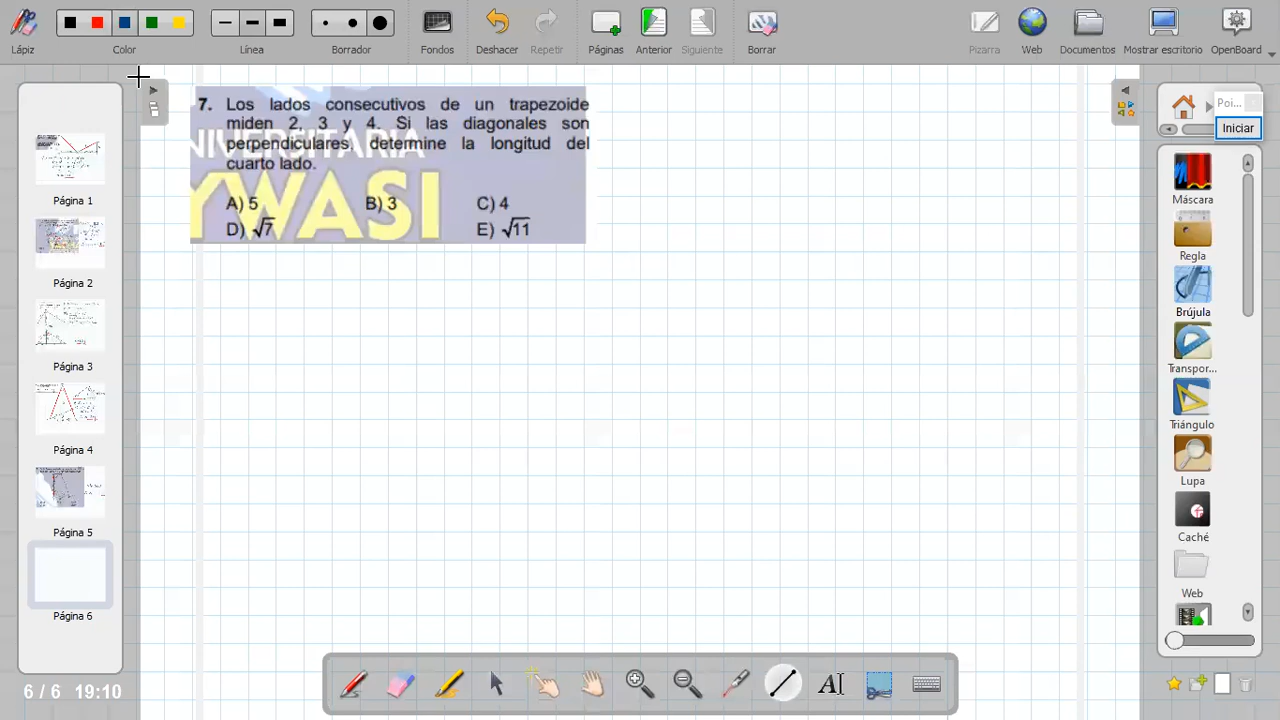 Lápiz
Color
Línea
Borrador
Fondos
Deshacer
Repetir
Páginas
Anterior
Siguiente
Borrar
Pizarra
Web
Documentos
Mostrar escritorio
OpenBoard
Página 1
Página 2
Página 3
Página 4
Página 5
Página 6
6 / 6 19:10
7. Los lados consecutivos de un trapezoide
miden 2, 3 y 4. Si las diagonales son
perpendiculares, determine la longitud del
cuarto lado.
A) 5 B) 3 C) 4
D) √7 E) √11
NIVERSITARIA
YWASI
Poi...
Iniciar
Máscara
Regla
Brújula
Transpor...
Triángulo
Lupa
Caché
Web